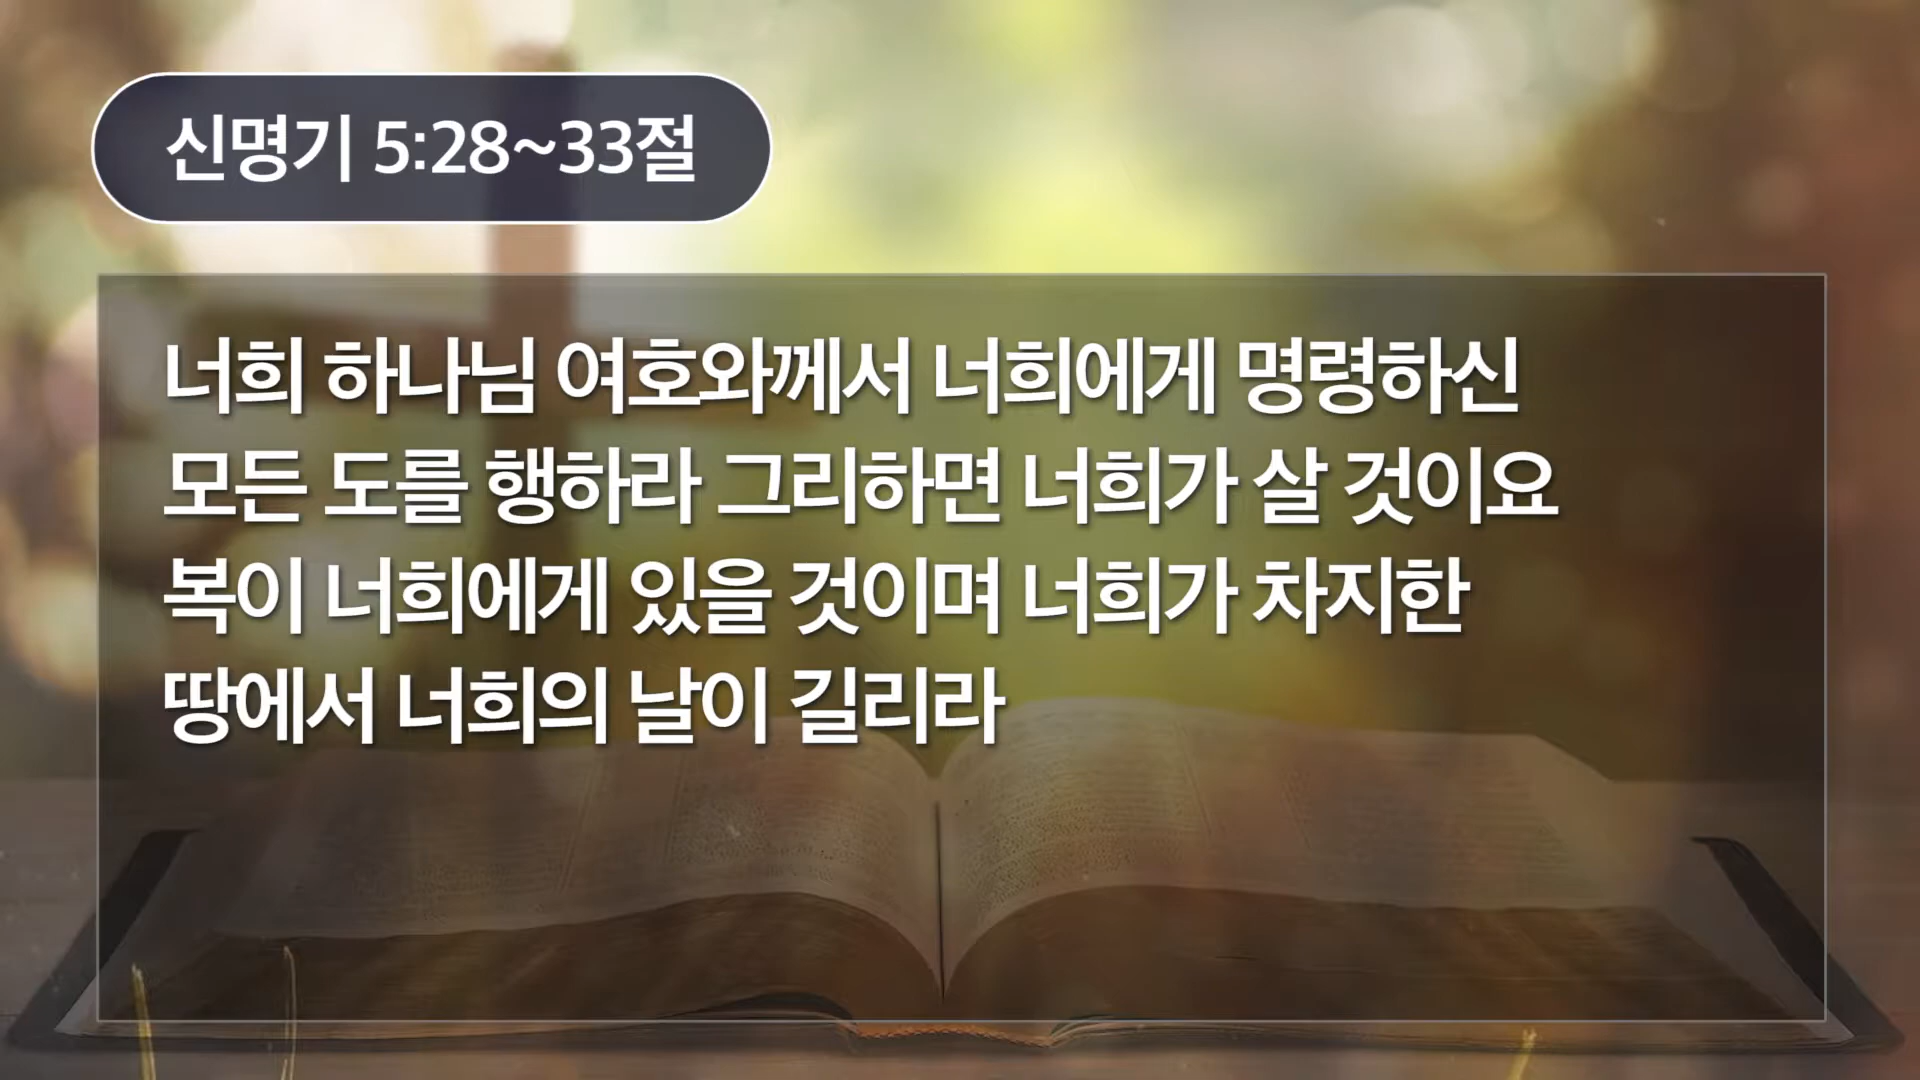 신명기 5:28~33절
너희 하나님 여호와께서 너희에게 명령하신
모든 도를 행하라 그리하면 너희가 살 것이요
복이 너희에게 있을 것이며 너희가 차지한
땅에서 너희의 날이 길리라